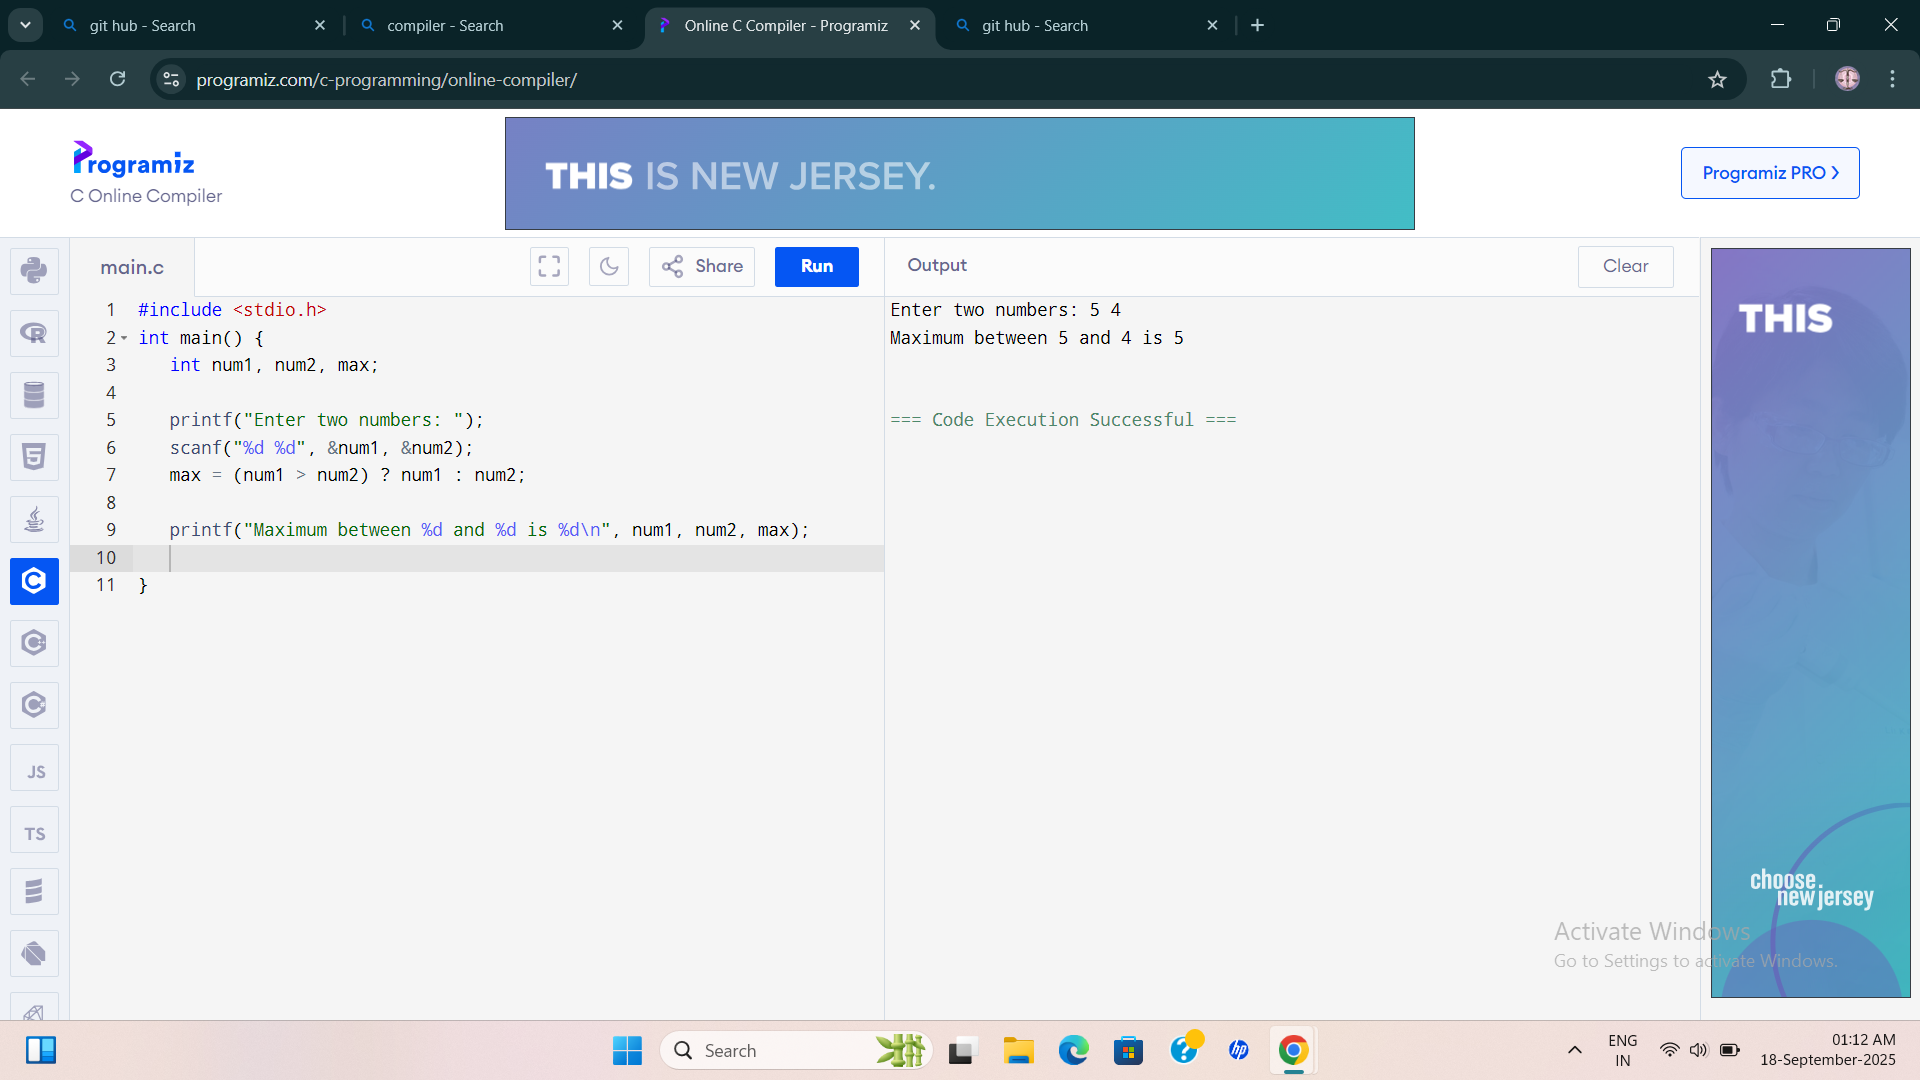 git hub - Search
compiler - Search
Online C Compiler - Programiz
git hub - Search
programiz.com/c-programming/online-compiler/
Programiz
C Online Compiler
THIS IS NEW JERSEY.
Programiz PRO
main.c
Share
Run
Output
Clear
1 #include <stdio.h>
2 int main() {
3    int num1, num2, max;
4
5    printf("Enter two numbers: ");
6    scanf("%d %d", &num1, &num2);
7    max = (num1 > num2) ? num1 : num2;
8
9    printf("Maximum between %d and %d is %d\n", num1, num2, max);
10
11 }
Enter two numbers: 5 4
Maximum between 5 and 4 is 5
=== Code Execution Successful ===
JS
TS
THIS
choose
new jersey
Activate Windows
Go to Settings to activate Windows.
Search
hp
ENG
IN
01:12 AM
18-September-2025